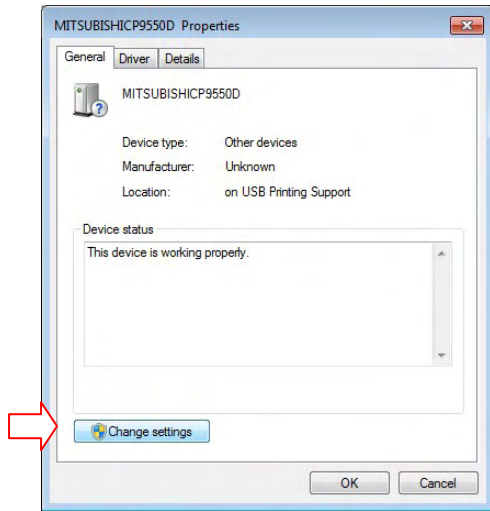 MITSUBISHICP9550D Properties
General Driver Details
MITSUBISHICP9550D
Device type: Other devices
Manufacturer: Unknown
Location: on USB Printing Support
Device status
This device is working properly.
Change settings
OK Cancel